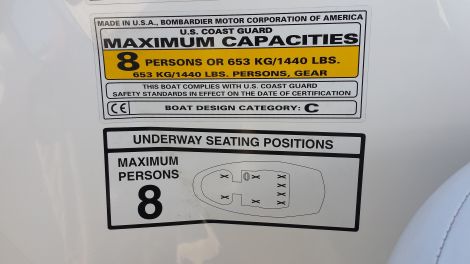 MADE IN U.S.A., BOMBARDIER MOTOR CORPORATION OF AMERICA
U.S. COAST GUARD
MAXIMUM CAPACITIES
8 PERSONS OR 653 KG/1440 LBS.
653 KG/1440 LBS. PERSONS, GEAR
THIS BOAT COMPLIES WITH U.S. COAST GUARD
SAFETY STANDARDS IN EFFECT ON THE DATE OF CERTIFICATION
CE BOAT DESIGN CATEGORY: C
UNDERWAY SEATING POSITIONS
MAXIMUM
PERSONS
8
X X X
X
X
X X X